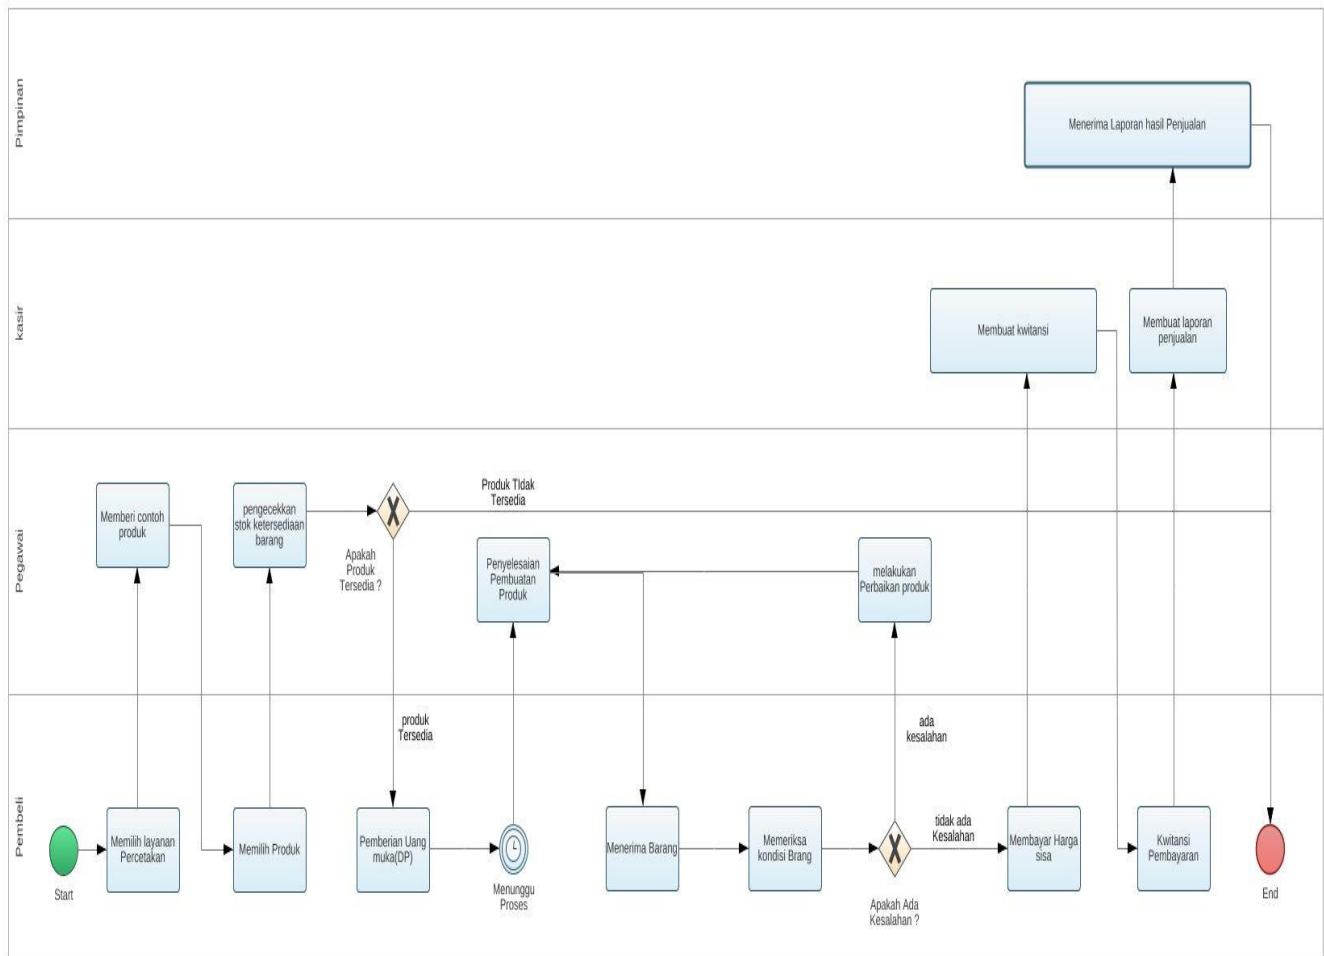 Pimpinan
Menerima Laporan hasil Penjualan
kasir
Membuat kwitansi
Membuat laporan
penjualan
Pegawai
Memberi contoh
produk
pengecekkan
stok ketersediaan
barang
Apakah
Produk
Tersedia ?
Produk TIdak
Tersedia
Penyelesaian
Pembuatan
Produk
melakukan
Perbaikan produk
produk
Tersedia
ada
kesalahan
Pembeli
Start
Memilih layanan
Percetakan
Memilih Produk
Pemberian Uang
muka(DP)
Menunggu
Proses
Menerima Barang
Memeriksa
kondisi Brang
Apakah Ada
Kesalahan ?
tidak ada
Kesalahan
Membayar Harga
sisa
Kwitansi
Pembayaran
End